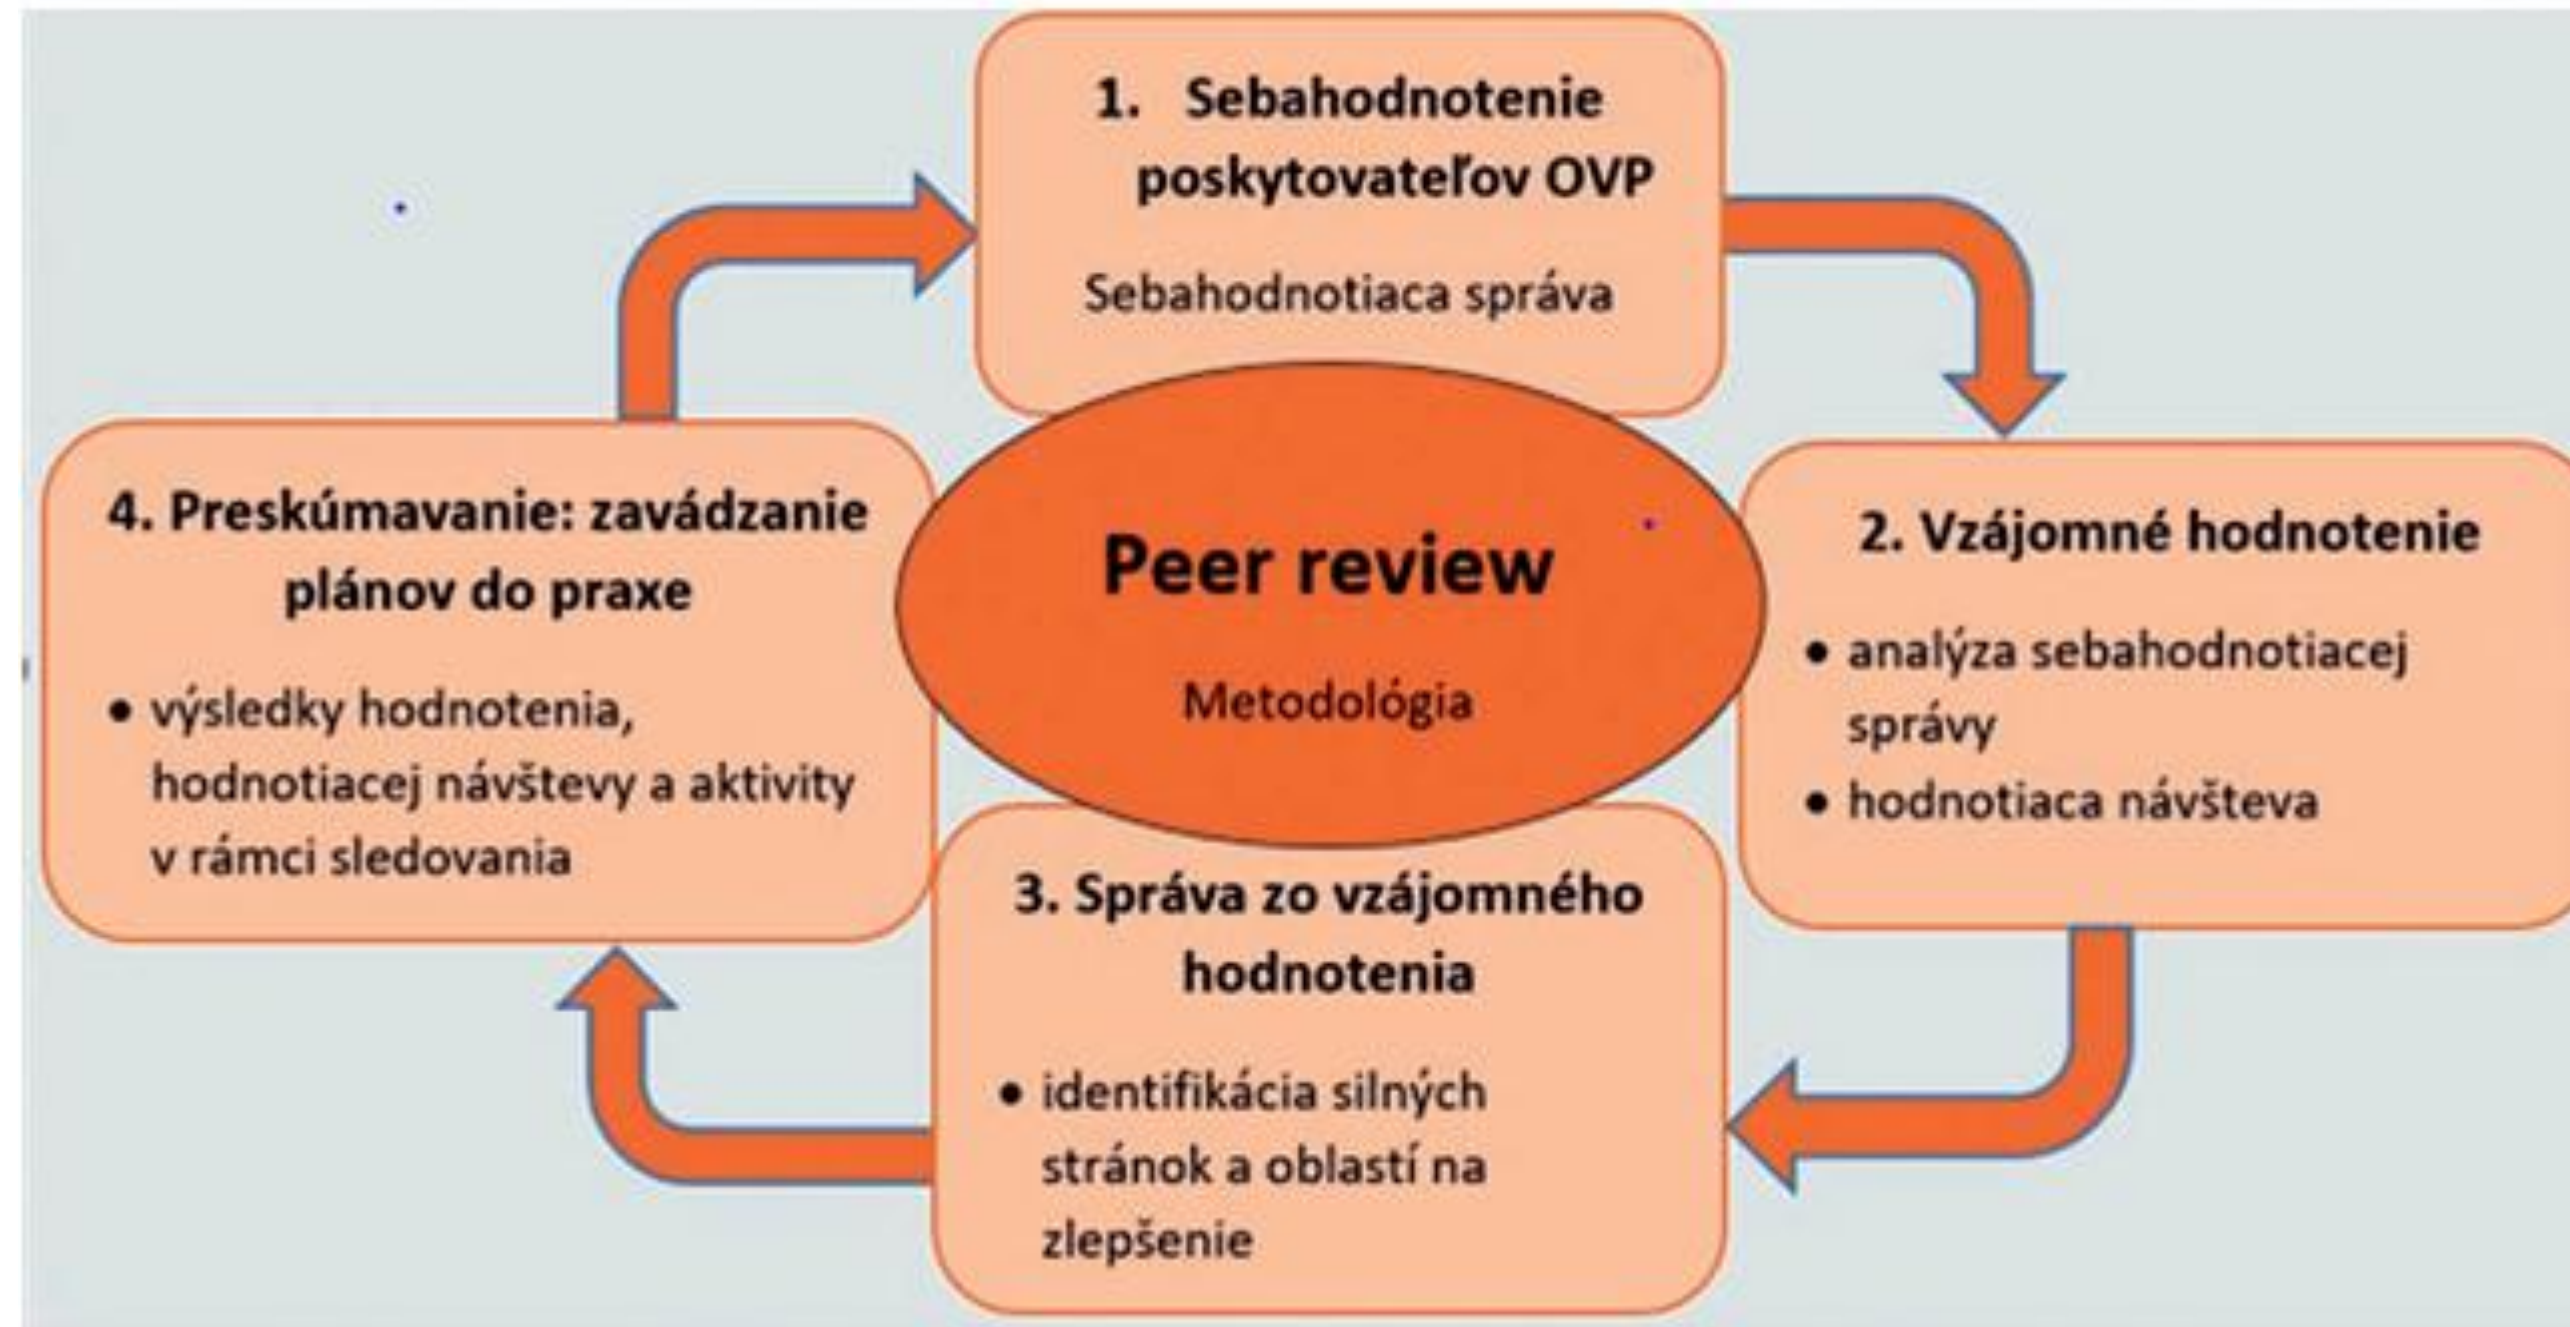 1. Sebahodnotenie
poskytovateľov OVP
Sebahodnotiaca správa
2. Vzájomné hodnotenie
• analýza sebahodnotiacej
správy
• hodnotiaca návšteva
3. Správa zo vzájomného
hodnotenia
• identifikácia silných
stránok a oblastí na
zlepšenie
4. Preskúmavanie: zavádzanie
plánov do praxe
• výsledky hodnotenia,
hodnotiacej návštevy a aktivity
v rámci sledovania
Peer review
Metodológia